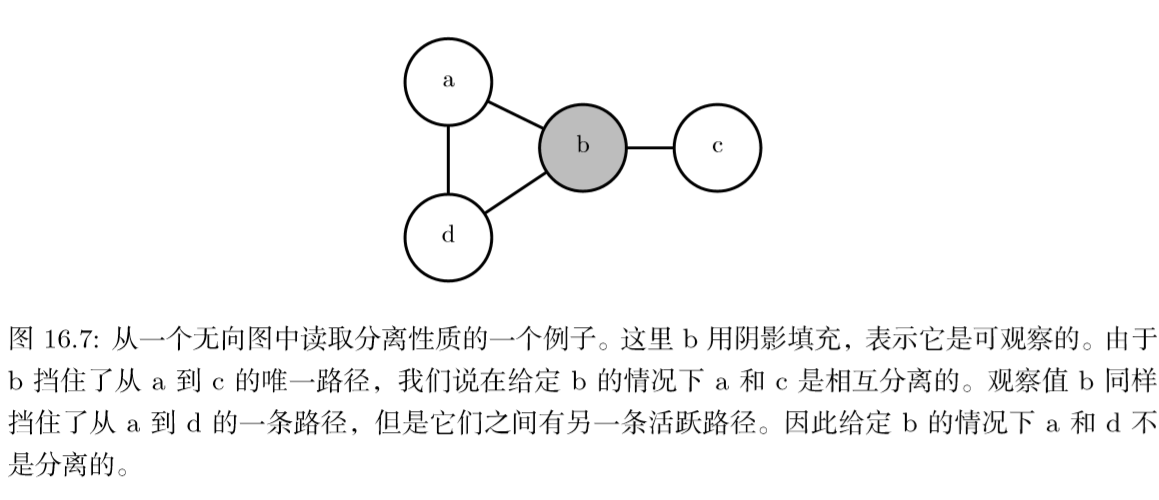 a
b
c
d
图 16.7: 从一个无向图中读取分离性质的一个例子。这里 b 用阴影填充，表示它是可观察的。由于
b 挡住了从 a 到 c 的唯一路径，我们说在给定 b 的情况下 a 和 c 是相互分离的。观察值 b 同样
挡住了从 a 到 d 的一条路径，但是它们之间有另一条活跃路径。因此给定 b 的情况下 a 和 d 不
是分离的。